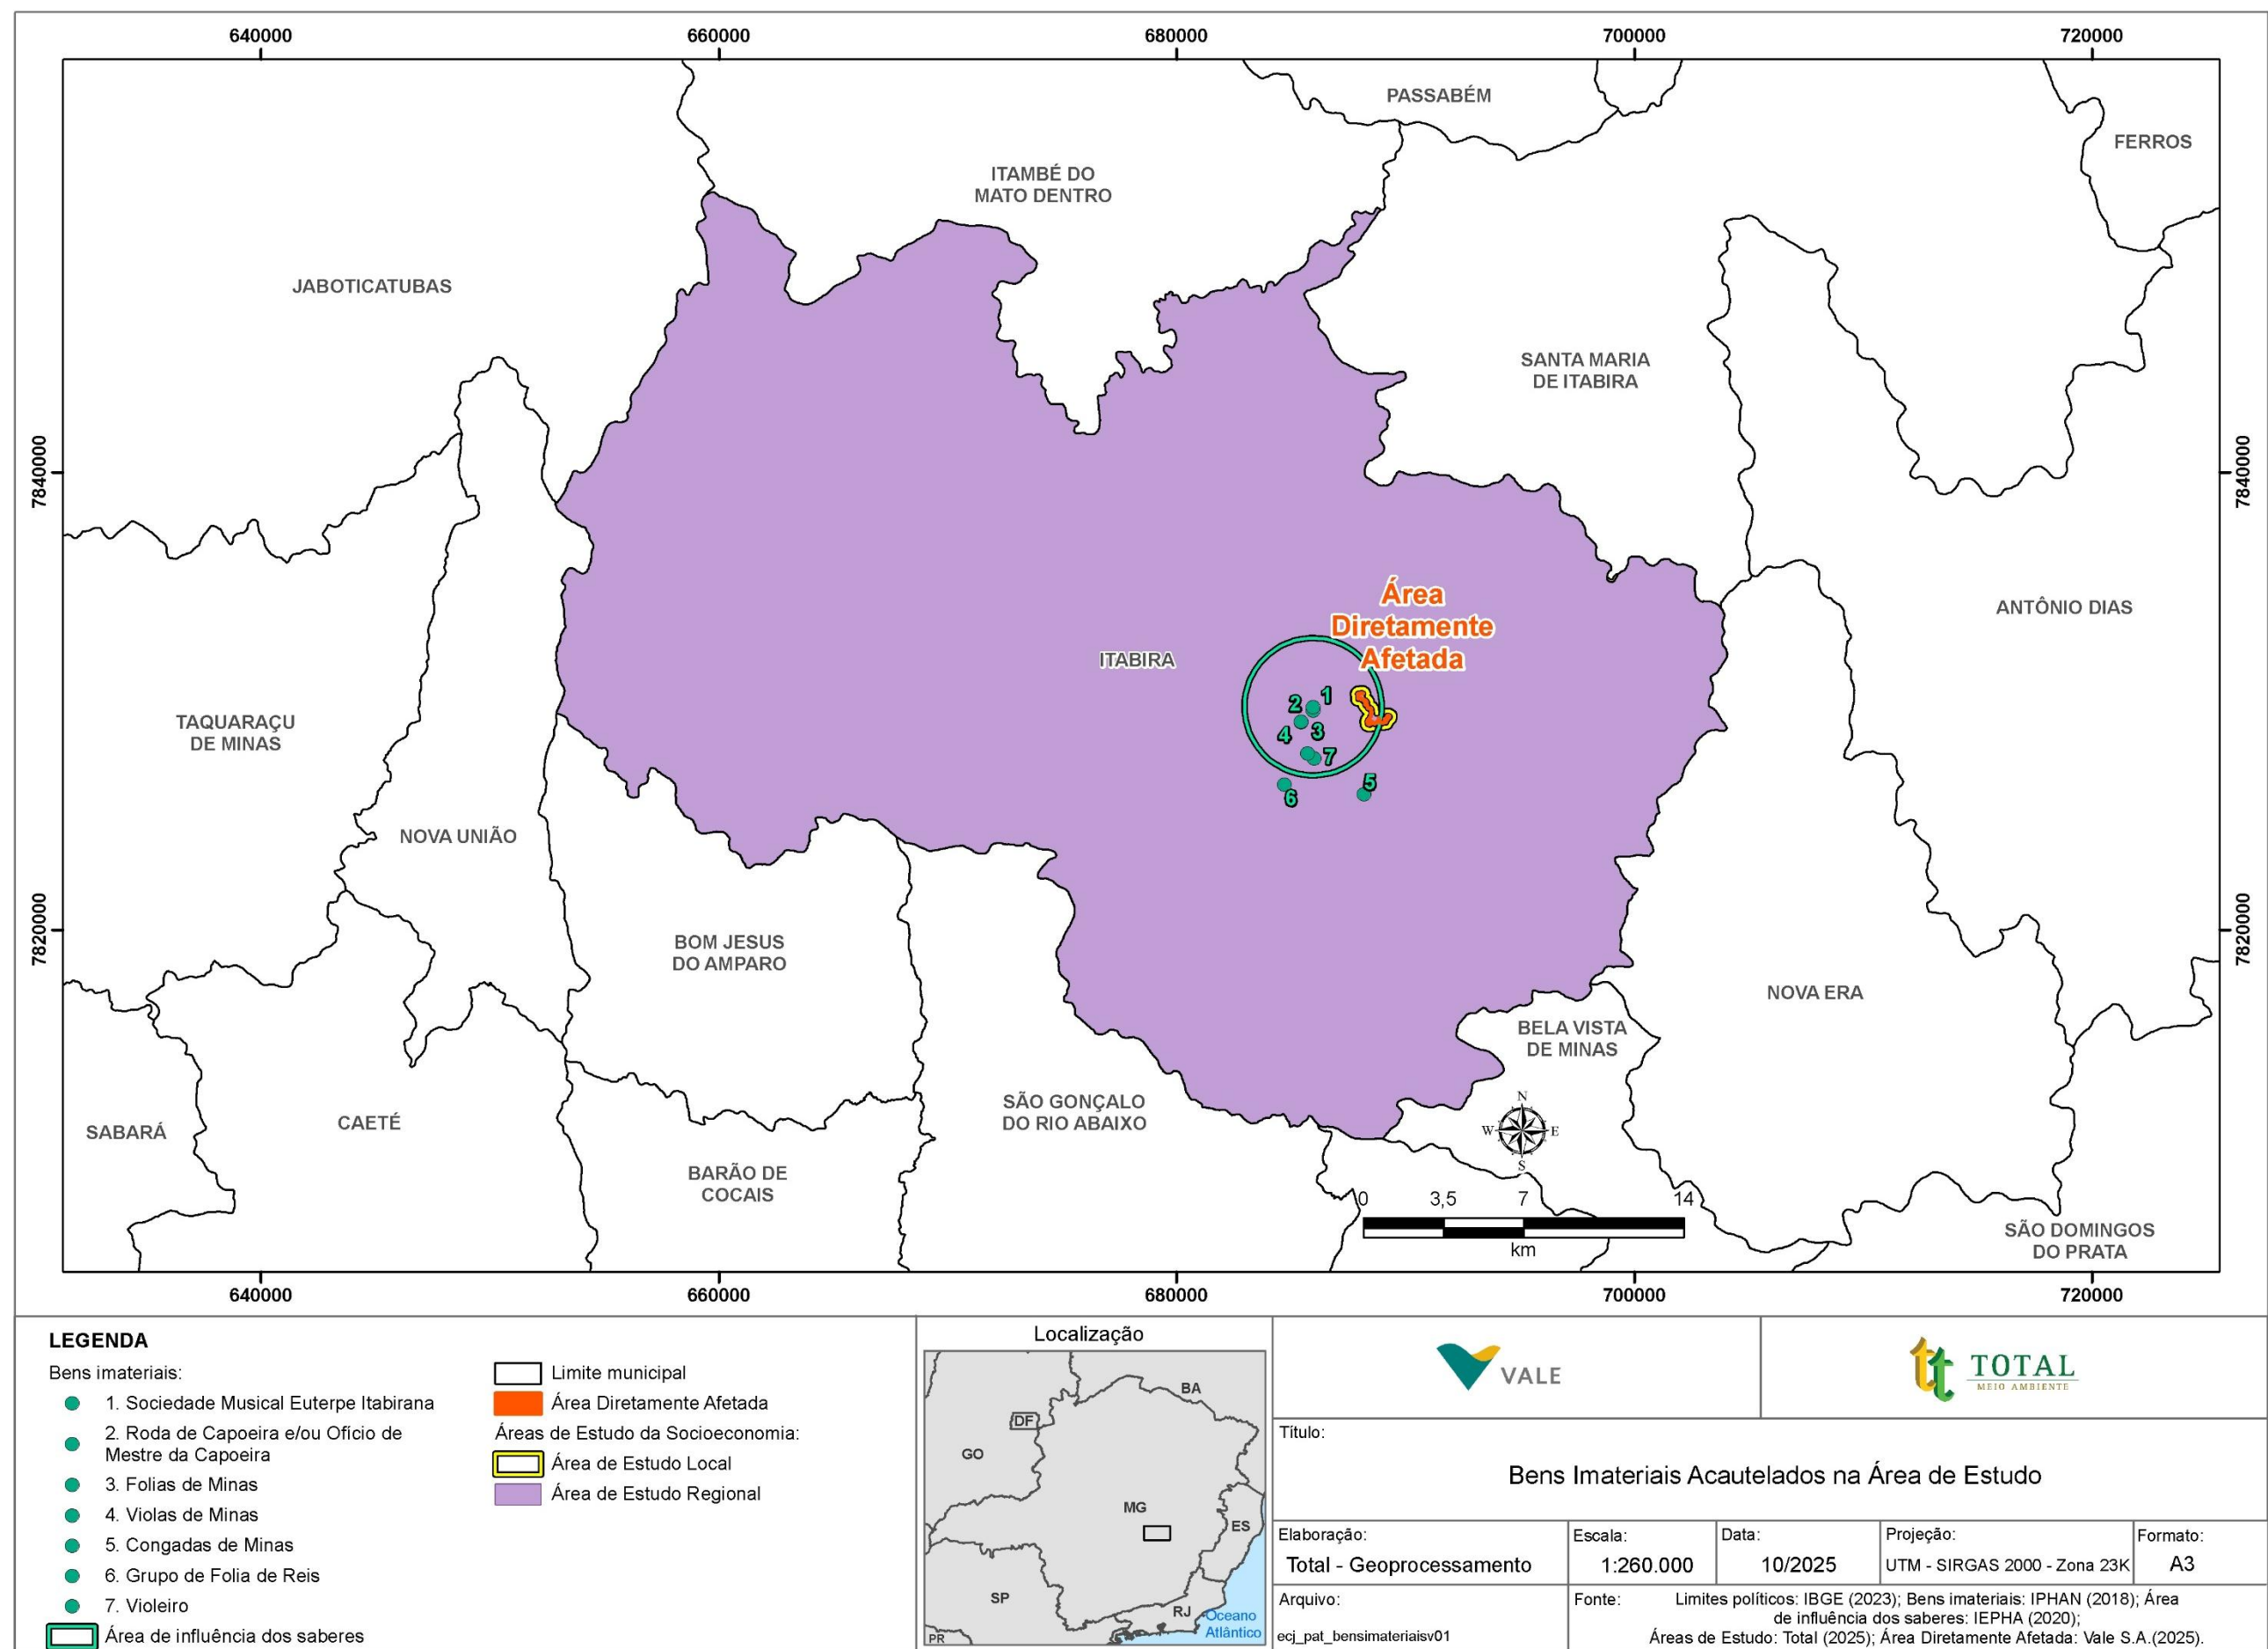 640000
660000
680000
700000
720000
PASSABÉM
FERROS
ITAMBÉ DO
MATO DENTRO
JABOTICATUBAS
SANTA MARIA
DE ITABIRA
7840000
7840000
Área
Diretamente
Afetada
ANTÔNIO DIAS
ITABIRA
1
2
3
4
7
5
6
TAQUARAÇU
DE MINAS
NOVA UNIÃO
7820000
7820000
BOM JESUS
DO AMPARO
NOVA ERA
BELA VISTA
DE MINAS
SÃO GONÇALO
DO RIO ABAIXO
SABARÁ
CAETÉ
BARÃO DE
COCAIS
N
W
E
S
0
3,5
7
14
km
SÃO DOMINGOS
DO PRATA
640000
660000
680000
700000
720000
LEGENDA
Bens imateriais:
1. Sociedade Musical Euterpe Itabirana
2. Roda de Capoeira e/ou Ofício de
Mestre da Capoeira
3. Folias de Minas
4. Violas de Minas
5. Congadas de Minas
6. Grupo de Folia de Reis
7. Violeiro
Área de influência dos saberes
Limite municipal
Área Diretamente Afetada
Áreas de Estudo da Socioeconomia:
Área de Estudo Local
Área de Estudo Regional
Localização
BA
DF
GO
MG
ES
SP
RJ
Oceano
Atlântico
PR
VALE
TOTAL
MEIO AMBIENTE
Título:
Bens Imateriais Acautelados na Área de Estudo
Elaboração:
Total - Geoprocessamento
Escala:
1:260.000
Data:
10/2025
Projeção:
UTM - SIRGAS 2000 - Zona 23K
Formato:
A3
Arquivo:
ecj_pat_bensimateriaisv01
Fonte:
Limites políticos: IBGE (2023); Bens imateriais: IPHAN (2018); Área
de influência dos saberes: IEPHA (2020);
Áreas de Estudo: Total (2025); Área Diretamente Afetada: Vale S.A.(2025).